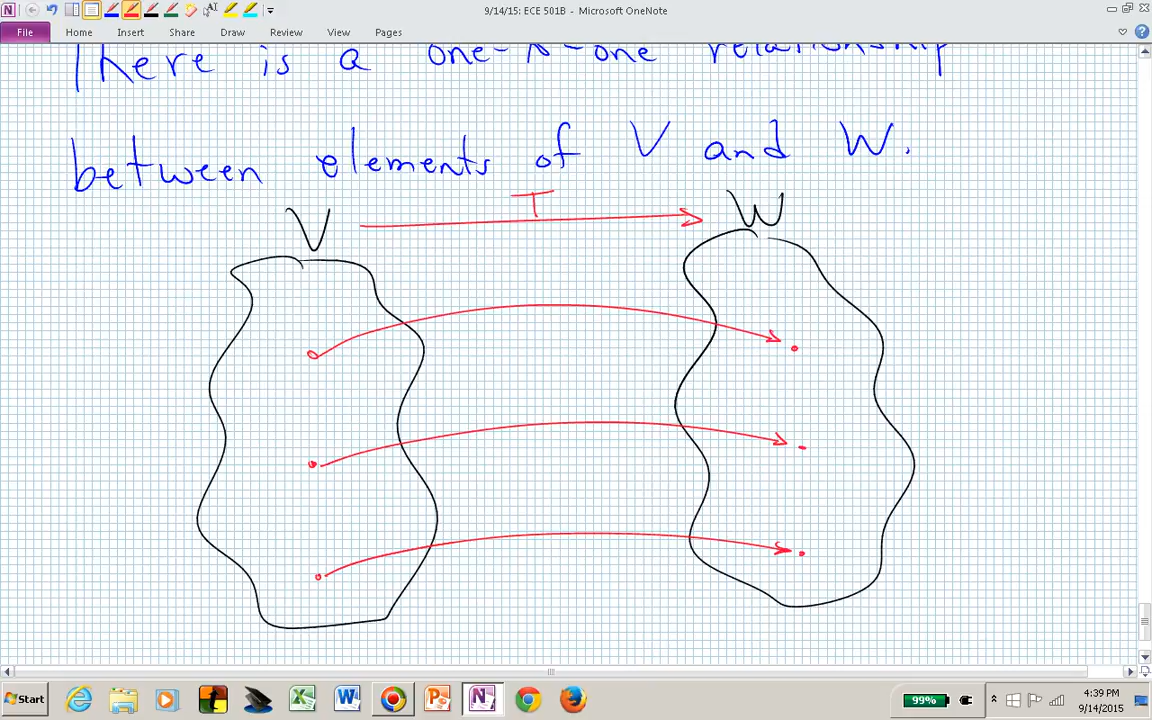 9/14/15: ECE 501B - Microsoft OneNote
File Home Insert Share Draw Review View Pages
There is a one-to-one relationship
between elements of V and W.
T
V W
Start
99%
4:39 PM
9/14/2015